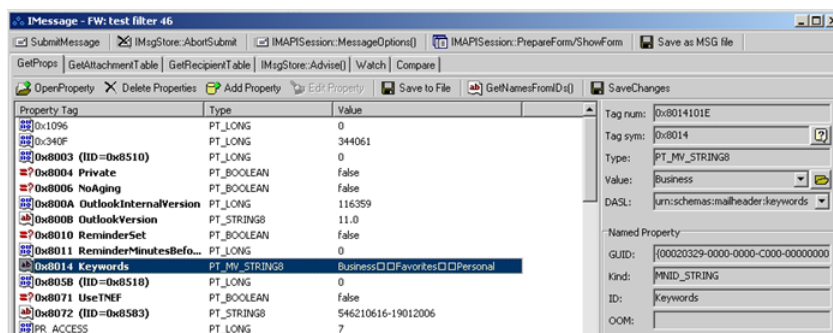 IMessage - FW: test filter 46
SubmitMessage IMsgStore::AbortSubmit IMAPISession::MessageOptions() IMAPISession::PrepareForm/ShowForm Save as MSG file
GetProps GetAttachmentTable GetRecipientTable IMsgStore::Advise() Watch Compare
OpenProperty Delete Properties Add Property Edit Property Save to File GetNamesFromIDs() SaveChanges
Property Tag Type Value
0x1096 PT_LONG 0
0x340F PT_LONG 344061
0x8003 (lID=0x8510) PT_LONG 0
0x8004 Private PT_BOOLEAN false
0x8006 NoAging PT_BOOLEAN false
0x800A OutlookInternalVersion PT_LONG 116359
0x800B OutlookVersion PT_STRING8 11.0
0x8010 ReminderSet PT_BOOLEAN false
0x8011 ReminderMinutesBefo... PT_LONG 0
0x8014 Keywords PT_MV_STRING8 Business□□Favorites□□Personal
0x805B (lID=0x8518) PT_LONG 0
0x8071 UseTNEF PT_BOOLEAN false
0x8072 (lID=0x8583) PT_STRING8 546210616-19012006
PR_ACCESS PT_LONG 7
Tag num: 0x8014101E
Tag sym: 0x8014
Type: PT_MV_STRING8
Value: Business
DASL: urn:schemas:mailheader:keywords
Named Property
GUID: {00020329-0000-0000-C000-00000000
Kind: MNID_STRING
ID: Keywords
OOM: